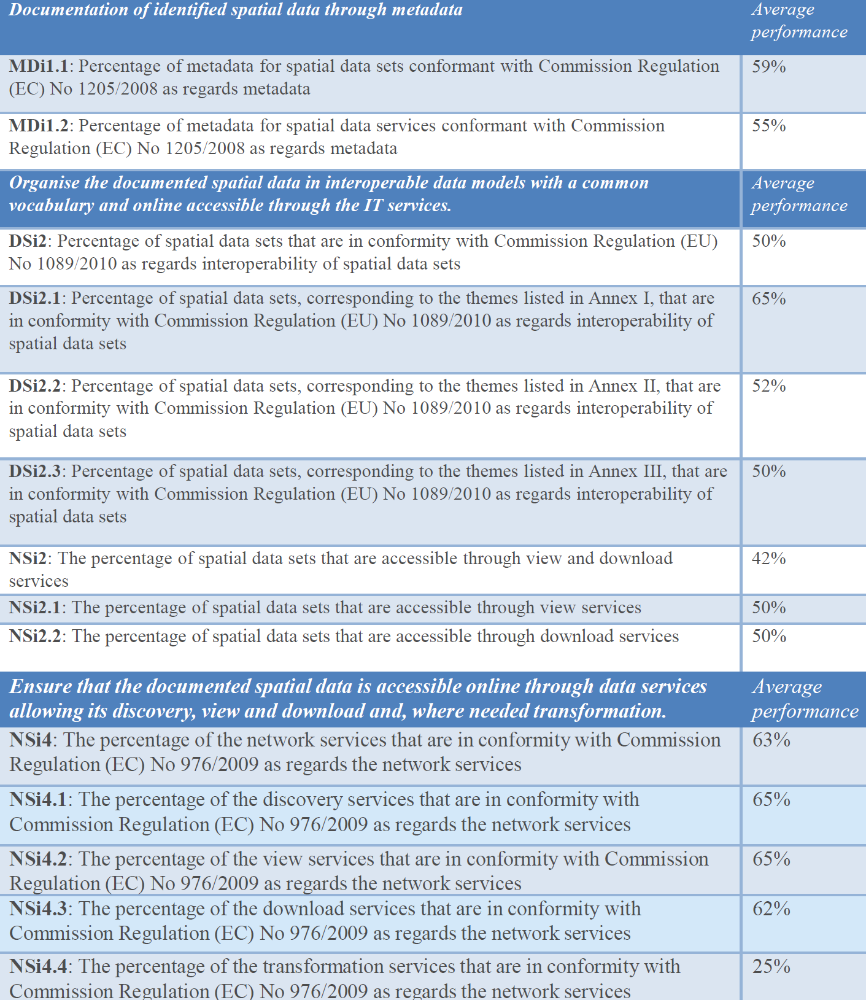 Documentation of identified spatial data through metadata
Average
performance
MDi1.1: Percentage of metadata for spatial data sets conformant with Commission Regulation
(EC) No 1205/2008 as regards metadata
59%
MDi1.2: Percentage of metadata for spatial data services conformant with Commission
Regulation (EC) No 1205/2008 as regards metadata
55%
Organise the documented spatial data in interoperable data models with a common
vocabulary and online accessible through the IT services.
Average
performance
DSi2: Percentage of spatial data sets that are in conformity with Commission Regulation (EU)
No 1089/2010 as regards interoperability of spatial data sets
50%
DSi2.1: Percentage of spatial data sets, corresponding to the themes listed in Annex I, that are
in conformity with Commission Regulation (EU) No 1089/2010 as regards interoperability of
spatial data sets
65%
DSi2.2: Percentage of spatial data sets, corresponding to the themes listed in Annex II, that are
in conformity with Commission Regulation (EU) No 1089/2010 as regards interoperability of
spatial data sets
52%
DSi2.3: Percentage of spatial data sets, corresponding to the themes listed in Annex III, that are
in conformity with Commission Regulation (EU) No 1089/2010 as regards interoperability of
spatial data sets
50%
NSi2: The percentage of spatial data sets that are accessible through view and download
services
42%
NSi2.1: The percentage of spatial data sets that are accessible through view services
50%
NSi2.2: The percentage of spatial data sets that are accessible through download services
50%
Ensure that the documented spatial data is accessible online through data services
allowing its discovery, view and download and, where needed transformation.
Average
performance
NSi4: The percentage of the network services that are in conformity with Commission
Regulation (EC) No 976/2009 as regards the network services
63%
NSi4.1: The percentage of the discovery services that are in conformity with
Commission Regulation (EC) No 976/2009 as regards the network services
65%
NSi4.2: The percentage of the view services that are in conformity with Commission
Regulation (EC) No 976/2009 as regards the network services
65%
NSi4.3: The percentage of the download services that are in conformity with
Commission Regulation (EC) No 976/2009 as regards the network services
62%
NSi4.4: The percentage of the transformation services that are in conformity with
Commission Regulation (EC) No 976/2009 as regards the network services
25%